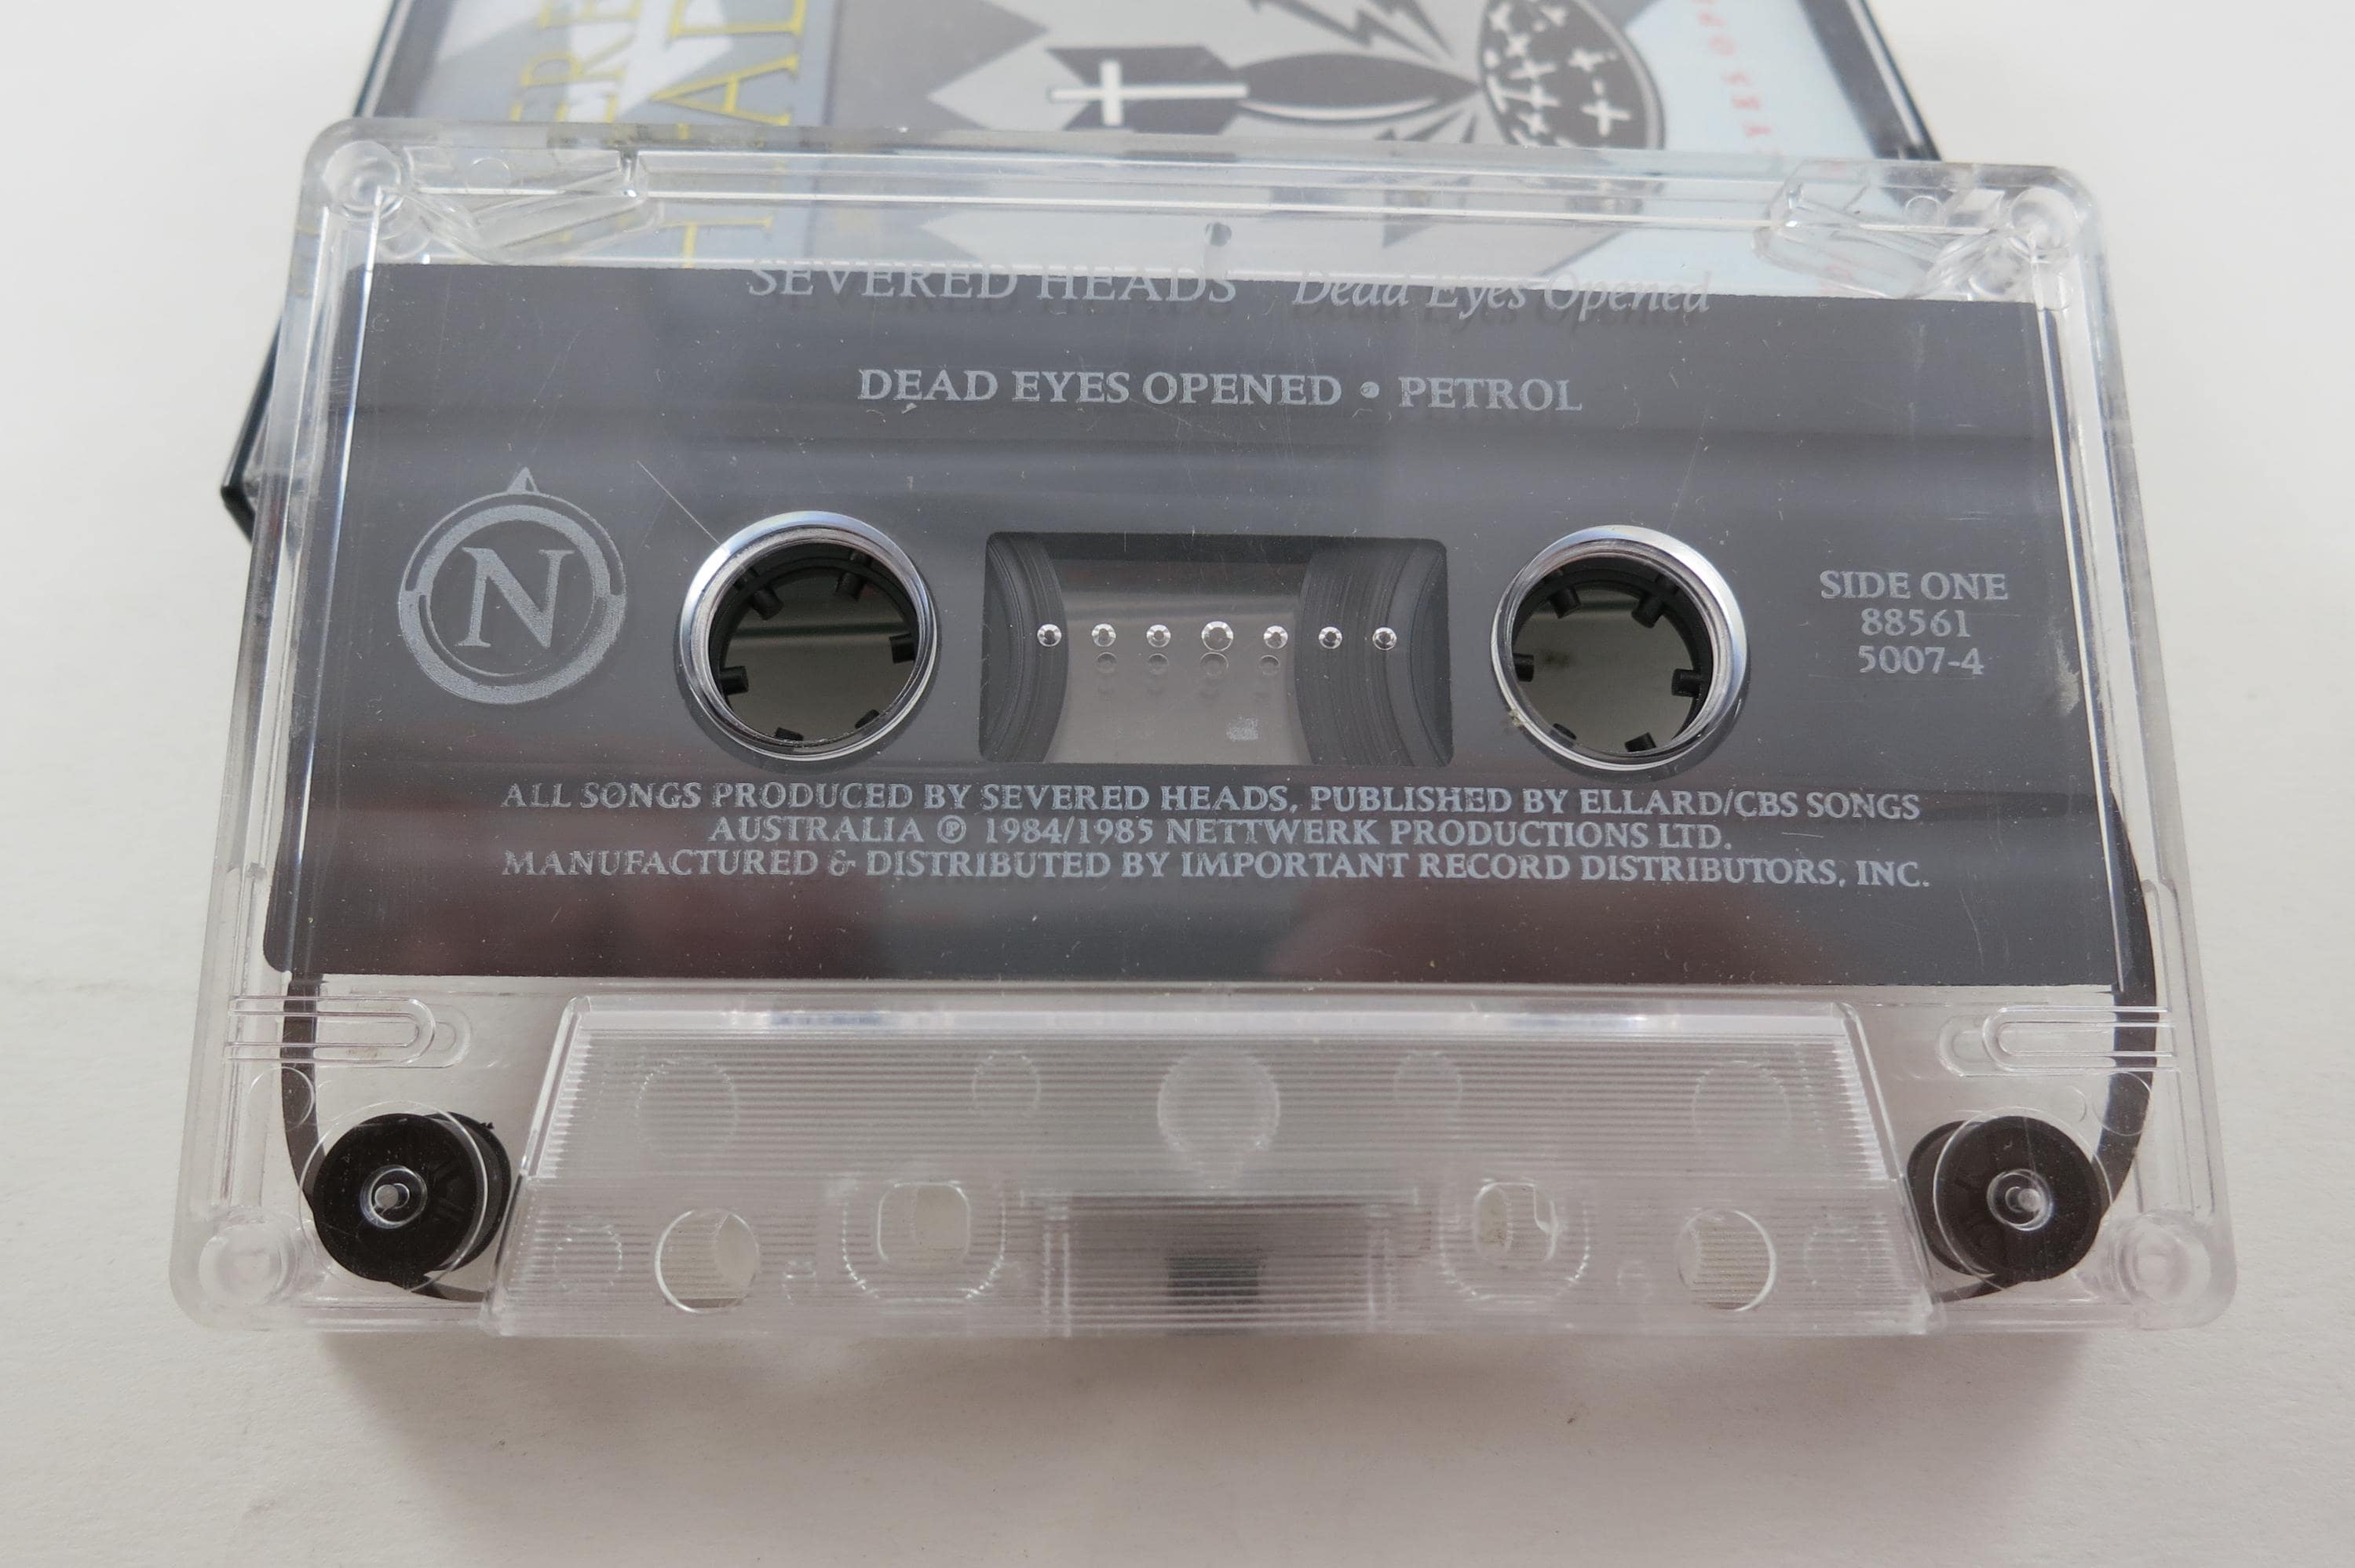 SEVERED HEADS Dead Eyes Opened
DEAD EYES OPENED • PETROL
N
SIDE ONE
88561
5007-4
ALL SONGS PRODUCED BY SEVERED HEADS, PUBLISHED BY ELLARD/CBS SONGS
AUSTRALIA ℗ 1984/1985 NETTWERK PRODUCTIONS LTD.
MANUFACTURED & DISTRIBUTED BY IMPORTANT RECORD DISTRIBUTORS, INC.